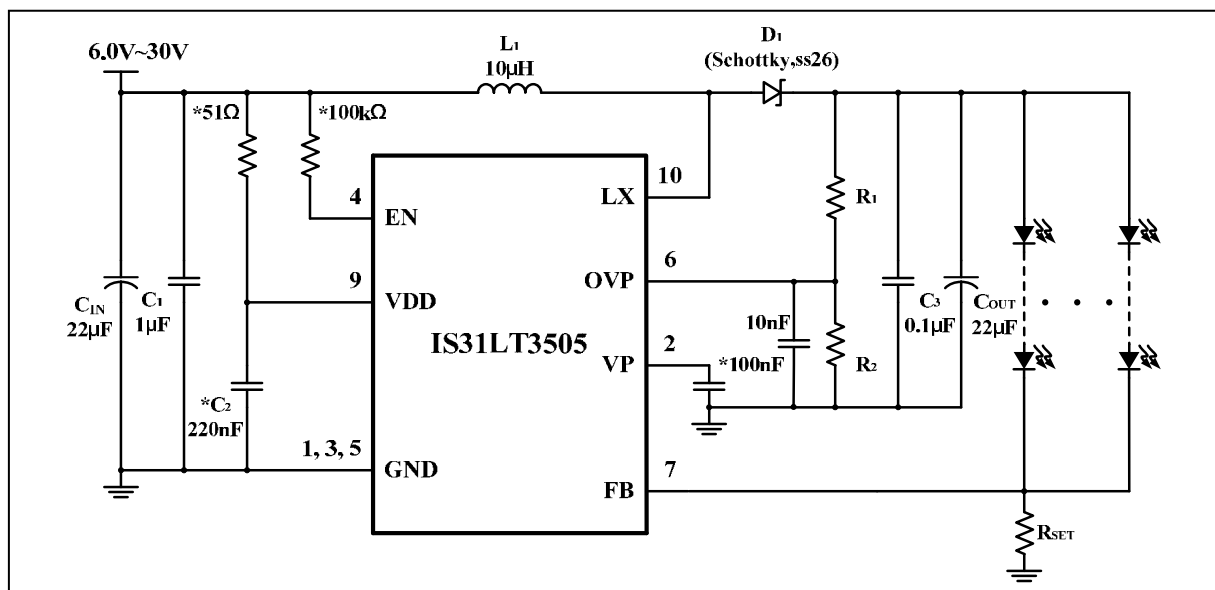 6.0V~30V
L1
10µH
D1
(Schottky,ss26)
*51Ω
*100kΩ
4
EN
LX
10
R1
9
VDD
OVP
6
CIN
22µF
C1
1µF
IS31LT3505
10nF
VP
2
*100nF
R2
C3
0.1µF
COUT
22µF
*C2
220nF
1, 3, 5
GND
FB
7
RSET